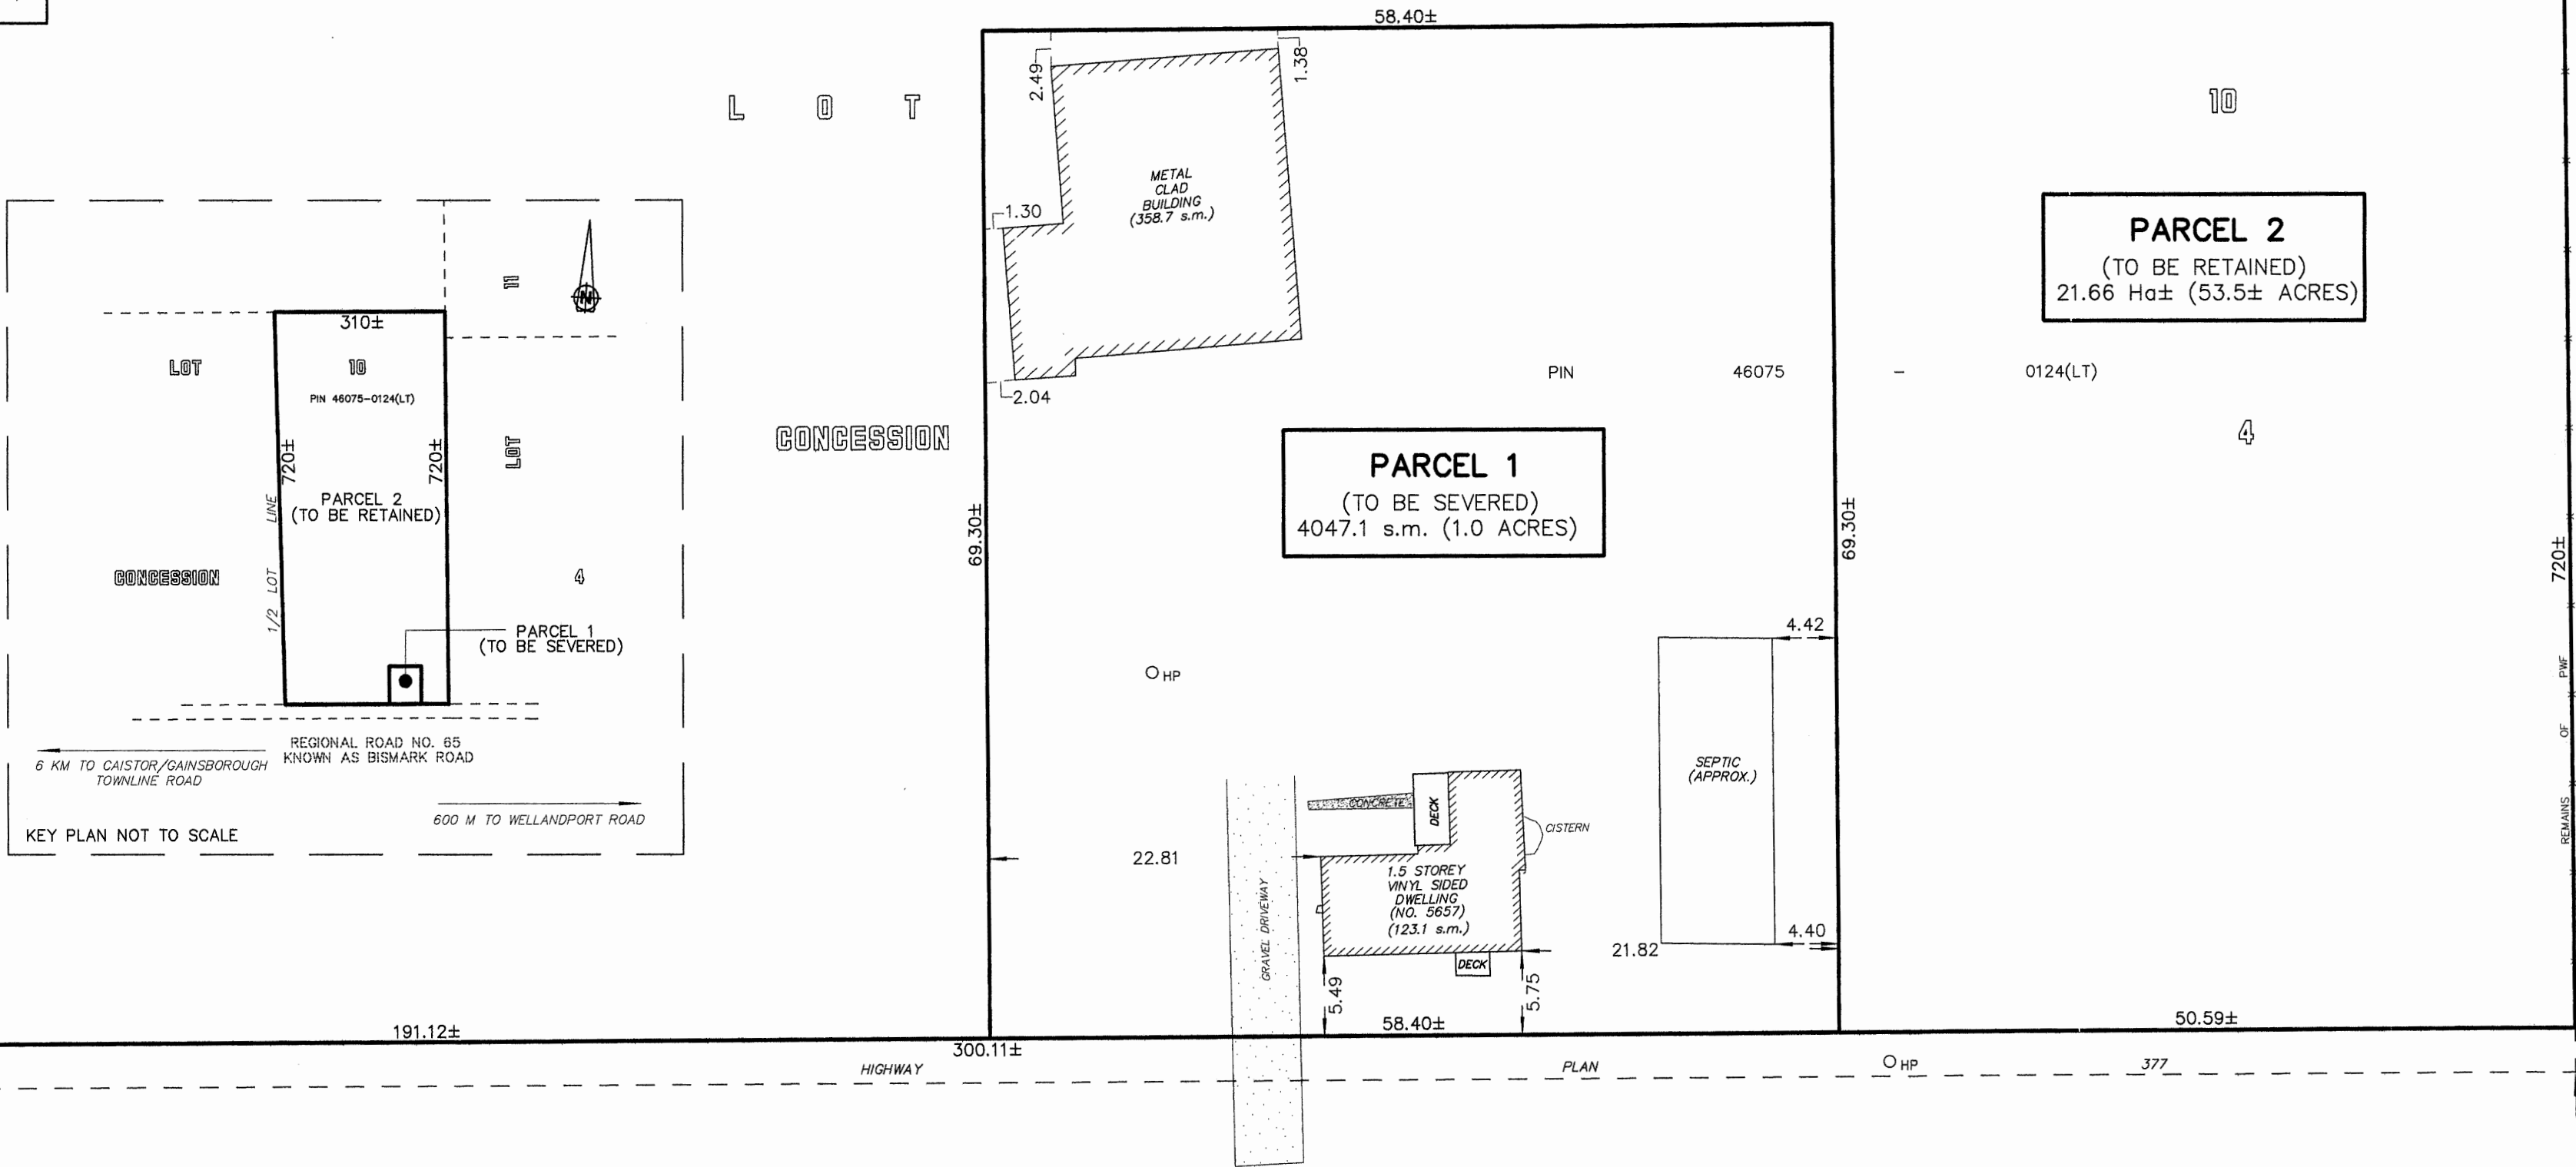 58.40±
2.49
1.38
L O T
10
METAL
CLAD
BUILDING
(358.7 s.m.)
1.30
2.04
PARCEL 2
(TO BE RETAINED)
21.66 Ha± (53.5± ACRES)
PIN 46075 - 0124(LT)
CONCESSION
4
PARCEL 1
(TO BE SEVERED)
4047.1 s.m. (1.0 ACRES)
69.30±
69.30±
720±
11
N
310±
LOT
10
PIN 46075-0124(LT)
720±
720±
LOT
PARCEL 2
(TO BE RETAINED)
1/2 LOT LINE
CONCESSION
4
PARCEL 1
(TO BE SEVERED)
REGIONAL ROAD NO. 65
KNOWN AS BISMARK ROAD
6 KM TO CAISTOR/GAINSBOROUGH
TOWNLINE ROAD
600 M TO WELLANDPORT ROAD
KEY PLAN NOT TO SCALE
HP
4.42
SEPTIC
(APPROX.)
4.40
CONCRETE
DECK
CISTERN
22.81
1.5 STOREY
VINYL SIDED
DWELLING
(NO. 5657)
(123.1 s.m.)
GRAVEL DRIVEWAY
DECK
21.82
5.49
5.75
REMAINS OF PWF
191.12±
58.40±
50.59±
300.11±
HIGHWAY PLAN 377
HP